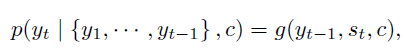 p(y_t | {y_1, ⋯ , y_{t−1}} , c) = g(y_{t−1}, s_t, c),